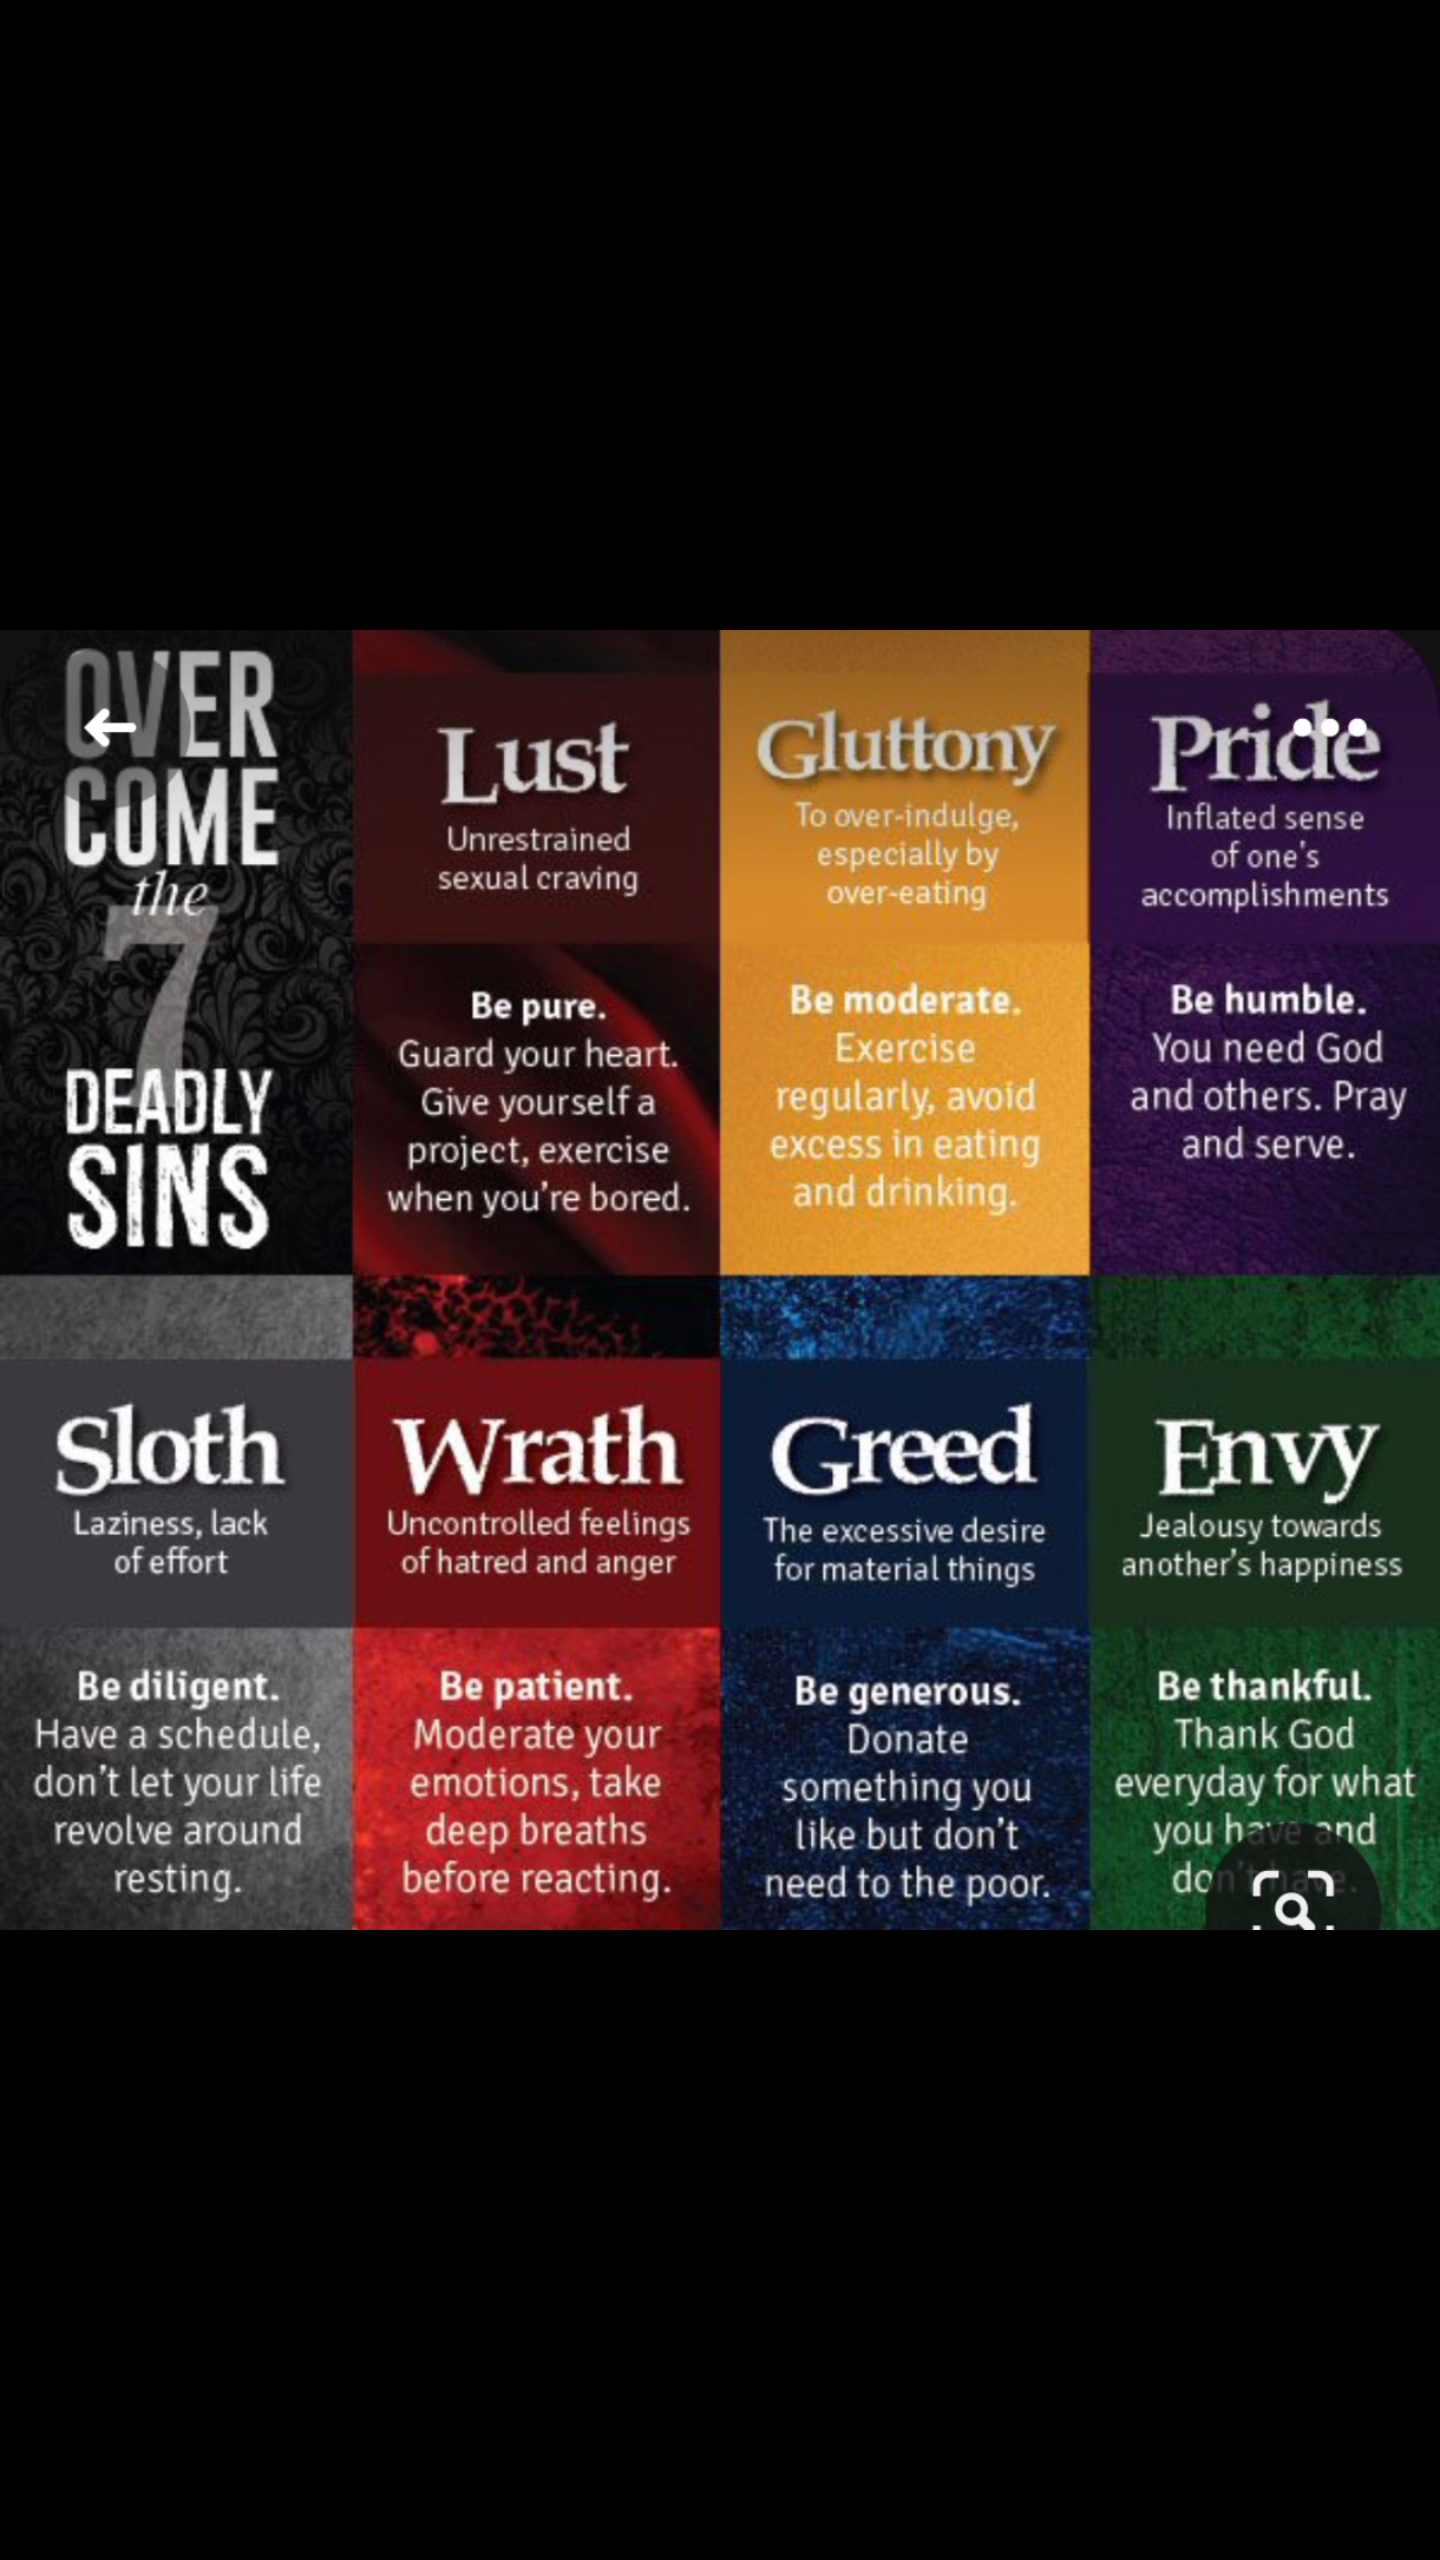 OVER
COME
the
7
DEADLY
SINS
Lust
Unrestrained
sexual craving
Be pure.
Guard your heart.
Give yourself a
project, exercise
when you're bored.
Gluttony
To over-indulge,
especially by
over-eating
Be moderate.
Exercise
regularly, avoid
excess in eating
and drinking.
Pride
Inflated sense
of one's
accomplishments
Be humble.
You need God
and others. Pray
and serve.
Sloth
Laziness, lack
of effort
Be diligent.
Have a schedule,
don't let your life
revolve around
resting.
Wrath
Uncontrolled feelings
of hatred and anger
Be patient.
Moderate your
emotions, take
deep breaths
before reacting.
Greed
The excessive desire
for material things
Be generous.
Donate
something you
like but don't
need to the poor.
Envy
Jealousy towards
another's happiness
Be thankful.
Thank God
everyday for what
you have and
don't have.